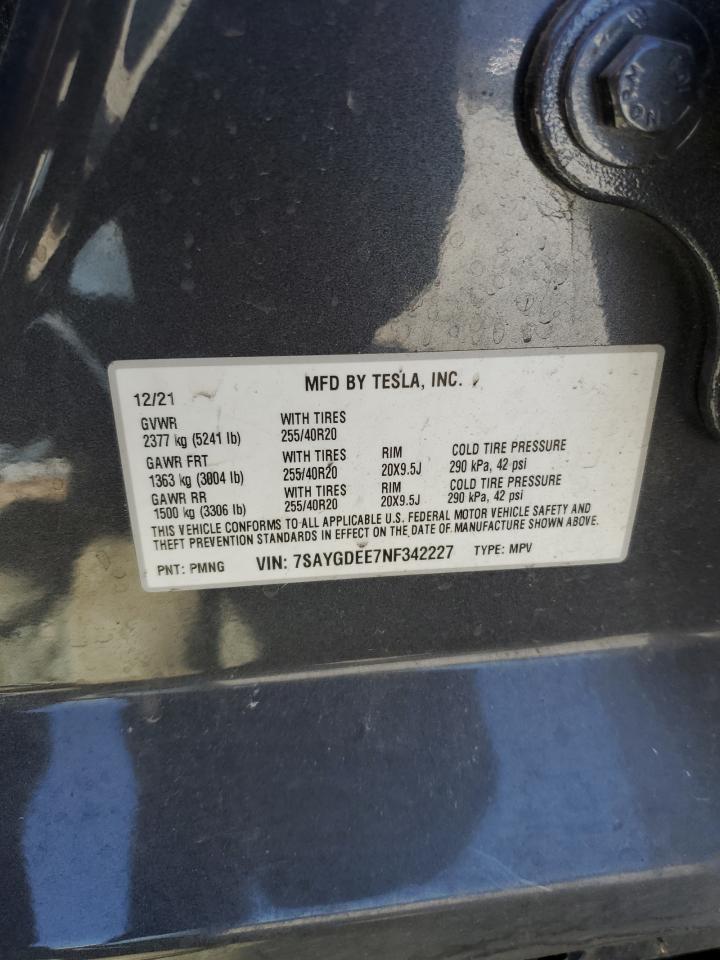 MFD BY TESLA, INC.
12/21
GVWR WITH TIRES
2377 kg (5241 lb) 255/40R20
GAWR FRT WITH TIRES RIM COLD TIRE PRESSURE
1363 kg (3004 lb) 255/40R20 20X9.5J 290 kPa, 42 psi
GAWR RR WITH TIRES RIM COLD TIRE PRESSURE
1500 kg (3306 lb) 255/40R20 20X9.5J 290 kPa, 42 psi
THIS VEHICLE CONFORMS TO ALL APPLICABLE U.S. FEDERAL MOTOR VEHICLE SAFETY AND
THEFT PREVENTION STANDARDS IN EFFECT ON THE DATE OF MANUFACTURE SHOWN ABOVE.
PNT: PMNG VIN: 7SAYGDEE7NF342227 TYPE: MPV